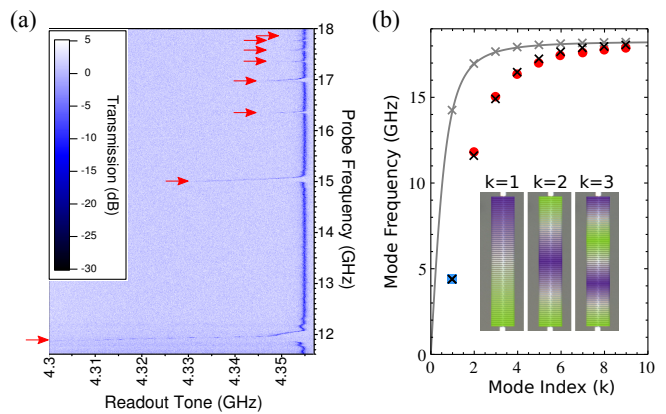 (a)
5
0
-5
-10
-15
-20
-25
-30
Transmission (dB)
18
17
16
15
14
13
12
Probe Frequency (GHz)
4.3
4.31
4.32
4.33
4.34
4.35
Readout Tone (GHz)
(b)
15
10
5
0
Mode Frequency (GHz)
k=1 k=2 k=3
0 2 4 6 8 10
Mode Index (k)